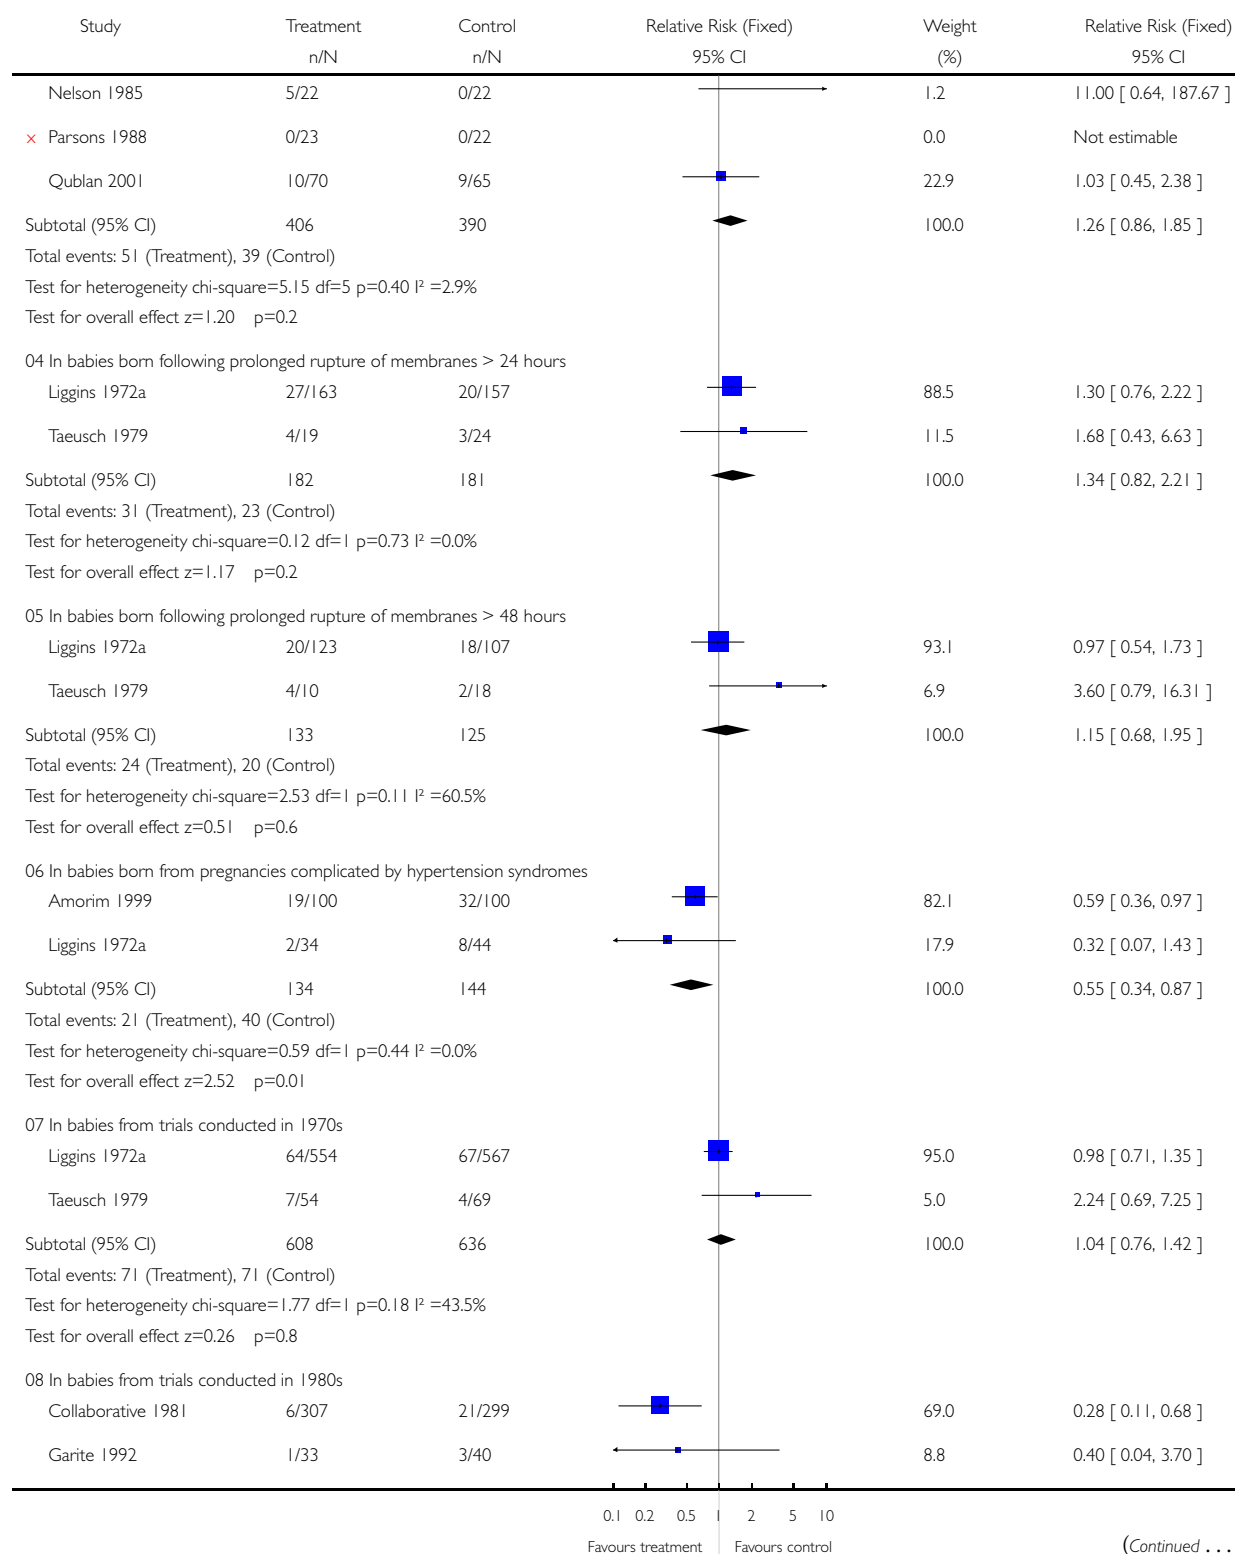 Study Treatment Control Relative Risk (Fixed) Weight Relative Risk (Fixed)
n/N n/N 95% CI (%) 95% CI
Nelson 1985 5/22 0/22 1.2 11.00 [ 0.64, 187.67 ]
× Parsons 1988 0/23 0/22 0.0 Not estimable
Qublan 2001 10/70 9/65 22.9 1.03 [ 0.45, 2.38 ]
Subtotal (95% CI) 406 390 100.0 1.26 [ 0.86, 1.85 ]
Total events: 51 (Treatment), 39 (Control)
Test for heterogeneity chi-square=5.15 df=5 p=0.40 I² =2.9%
Test for overall effect z=1.20 p=0.2
04 In babies born following prolonged rupture of membranes > 24 hours
Liggins 1972a 27/163 20/157 88.5 1.30 [ 0.76, 2.22 ]
Taeusch 1979 4/19 3/24 11.5 1.68 [ 0.43, 6.63 ]
Subtotal (95% CI) 182 181 100.0 1.34 [ 0.82, 2.21 ]
Total events: 31 (Treatment), 23 (Control)
Test for heterogeneity chi-square=0.12 df=1 p=0.73 I² =0.0%
Test for overall effect z=1.17 p=0.2
05 In babies born following prolonged rupture of membranes > 48 hours
Liggins 1972a 20/123 18/107 93.1 0.97 [ 0.54, 1.73 ]
Taeusch 1979 4/10 2/18 6.9 3.60 [ 0.79, 16.31 ]
Subtotal (95% CI) 133 125 100.0 1.15 [ 0.68, 1.95 ]
Total events: 24 (Treatment), 20 (Control)
Test for heterogeneity chi-square=2.53 df=1 p=0.11 I² =60.5%
Test for overall effect z=0.51 p=0.6
06 In babies born from pregnancies complicated by hypertension syndromes
Amorim 1999 19/100 32/100 82.1 0.59 [ 0.36, 0.97 ]
Liggins 1972a 2/34 8/44 17.9 0.32 [ 0.07, 1.43 ]
Subtotal (95% CI) 134 144 100.0 0.55 [ 0.34, 0.87 ]
Total events: 21 (Treatment), 40 (Control)
Test for heterogeneity chi-square=0.59 df=1 p=0.44 I² =0.0%
Test for overall effect z=2.52 p=0.01
07 In babies from trials conducted in 1970s
Liggins 1972a 64/554 67/567 95.0 0.98 [ 0.71, 1.35 ]
Taeusch 1979 7/54 4/69 5.0 2.24 [ 0.69, 7.25 ]
Subtotal (95% CI) 608 636 100.0 1.04 [ 0.76, 1.42 ]
Total events: 71 (Treatment), 71 (Control)
Test for heterogeneity chi-square=1.77 df=1 p=0.18 I² =43.5%
Test for overall effect z=0.26 p=0.8
08 In babies from trials conducted in 1980s
Collaborative 1981 6/307 21/299 69.0 0.28 [ 0.11, 0.68 ]
Garite 1992 1/33 3/40 8.8 0.40 [ 0.04, 3.70 ]
0.1 0.2 0.5 1 2 5 10
Favours treatment Favours control (Continued . . .